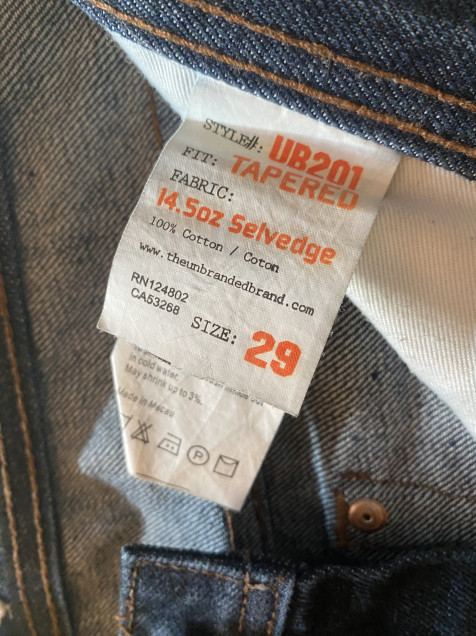 STYLE#: UB201
FIT: TAPERED
FABRIC:
14.5oz Selvedge
100% Cotton / Coton
www.theunbrandedbrand.com
RN124802
CA53268
SIZE: 29
in cold water.
May shrink up to 3%.
Made in Macau
P